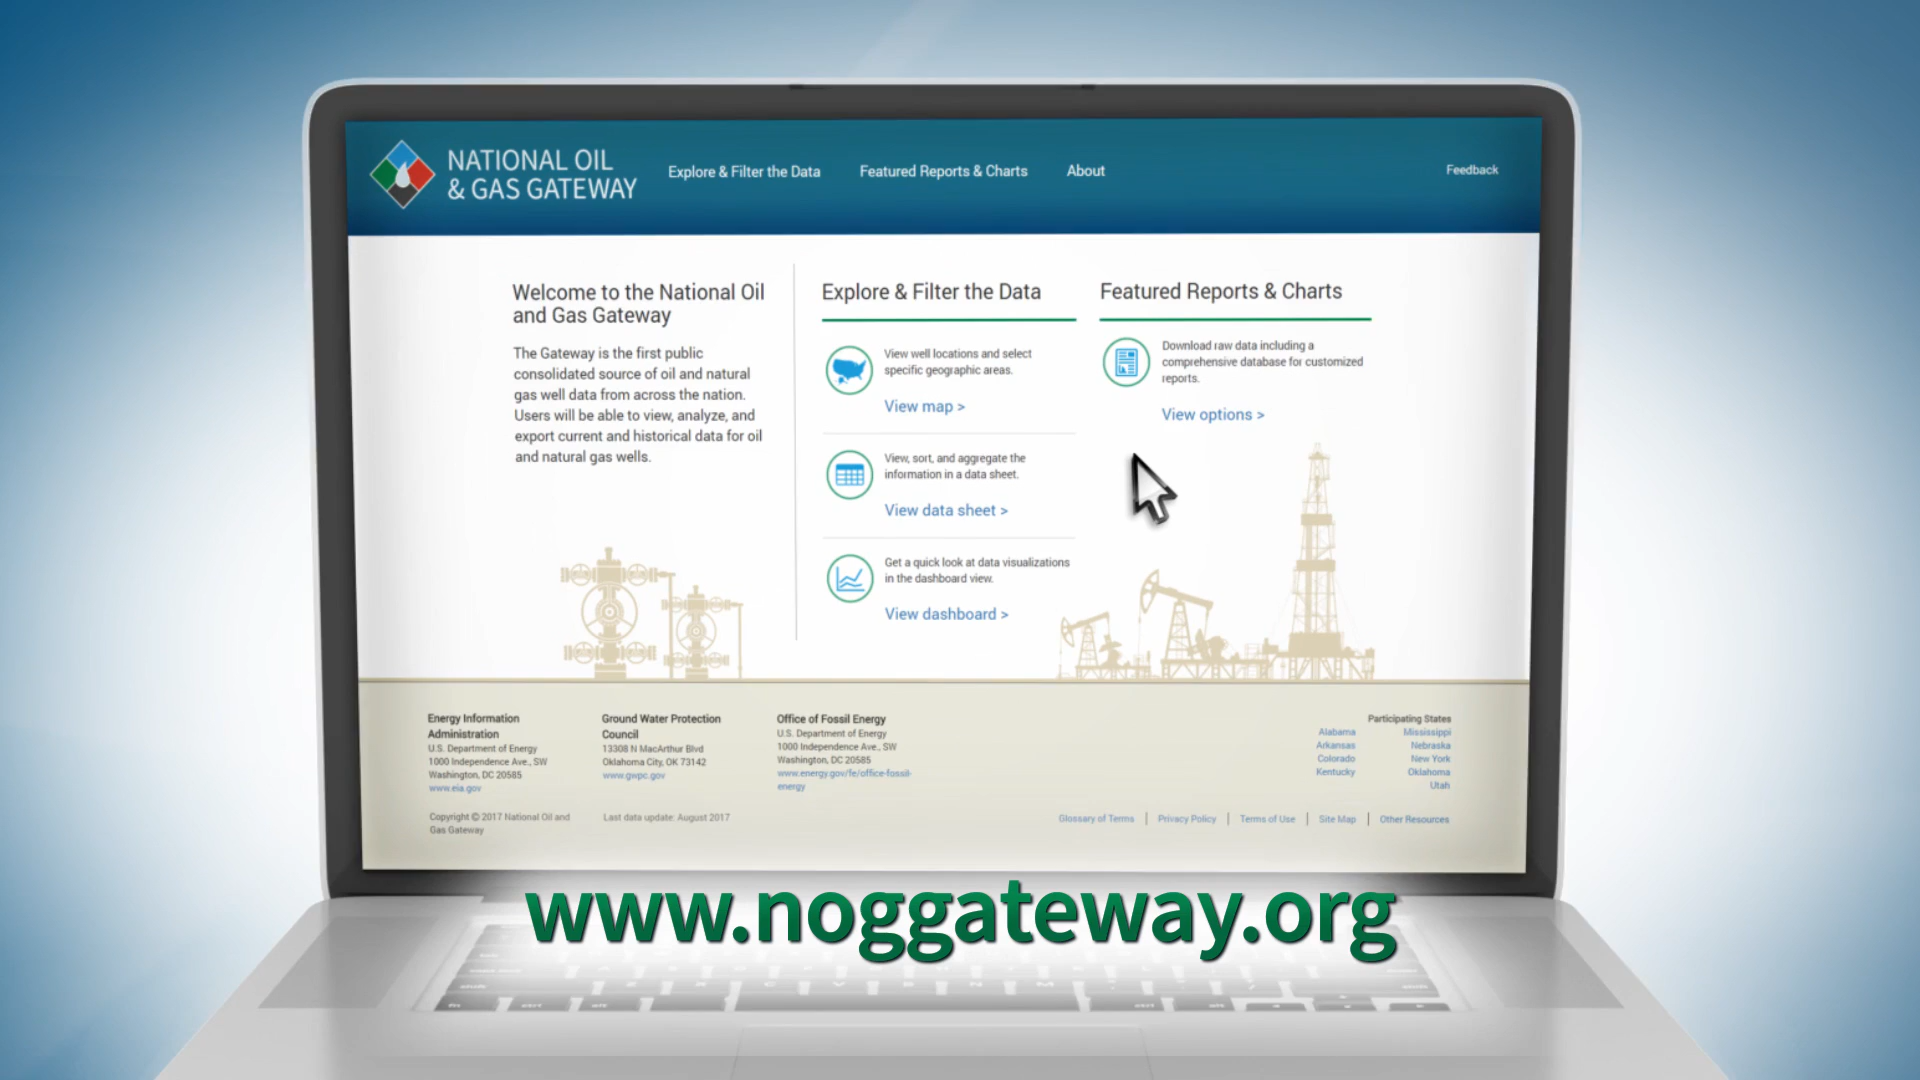 NATIONAL OIL
& GAS GATEWAY
Explore & Filter the Data
Featured Reports & Charts
About
Feedback
Welcome to the National Oil
and Gas Gateway
The Gateway is the first public
consolidated source of oil and natural
gas well data from across the nation.
Users will be able to view, analyze, and
export current and historical data for oil
and natural gas wells.
Explore & Filter the Data
View well locations and select
specific geographic areas.
View map >
View, sort, and aggregate the
information in a data sheet.
View data sheet >
Get a quick look at data visualizations
in the dashboard view.
View dashboard >
Featured Reports & Charts
Download raw data including a
comprehensive database for customized
reports.
View options >
Energy Information
Administration
U.S. Department of Energy
1000 Independence Ave., SW
Washington, DC 20585
www.eia.gov
Ground Water Protection
Council
13308 N MacArthur Blvd
Oklahoma City, OK 73142
www.gwpc.gov
Office of Fossil Energy
U.S. Department of Energy
1000 Independence Ave., SW
Washington, DC 20585
www.energy.gov/fe/office-fossil-
energy
Participating States
Alabama
Arkansas
Colorado
Kentucky
Mississippi
Nebraska
New York
Oklahoma
Utah
Copyright © 2017 National Oil and
Gas Gateway
Last data update: August 2017
Glossary of Terms | Privacy Policy | Terms of Use | Site Map | Other Resources
www.noggateway.org